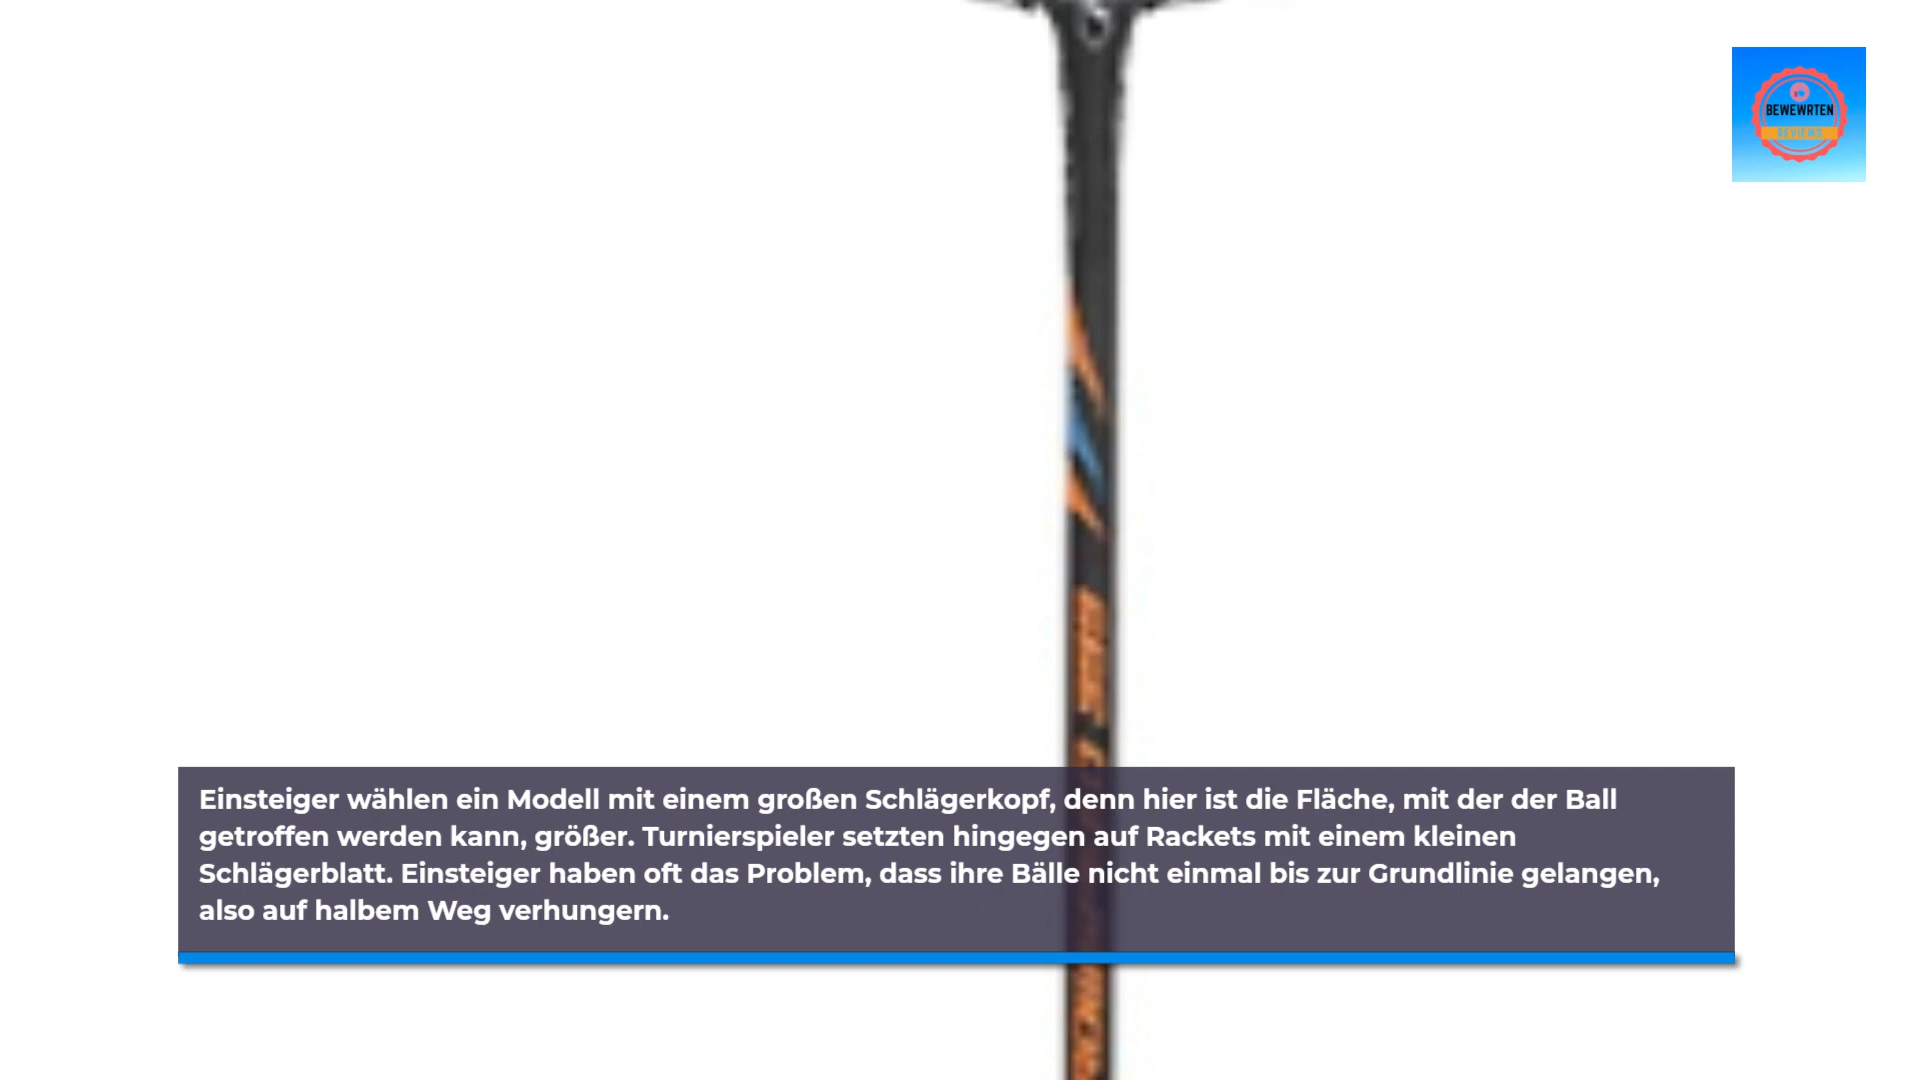 BEWEWRTEN
REVIEWS
Einsteiger wählen ein Modell mit einem großen Schlägerkopf, denn hier ist die Fläche, mit der der Ball
getroffen werden kann, größer. Turnierspieler setzten hingegen auf Rackets mit einem kleinen
Schlägerblatt. Einsteiger haben oft das Problem, dass ihre Bälle nicht einmal bis zur Grundlinie gelangen,
also auf halbem Weg verhungern.